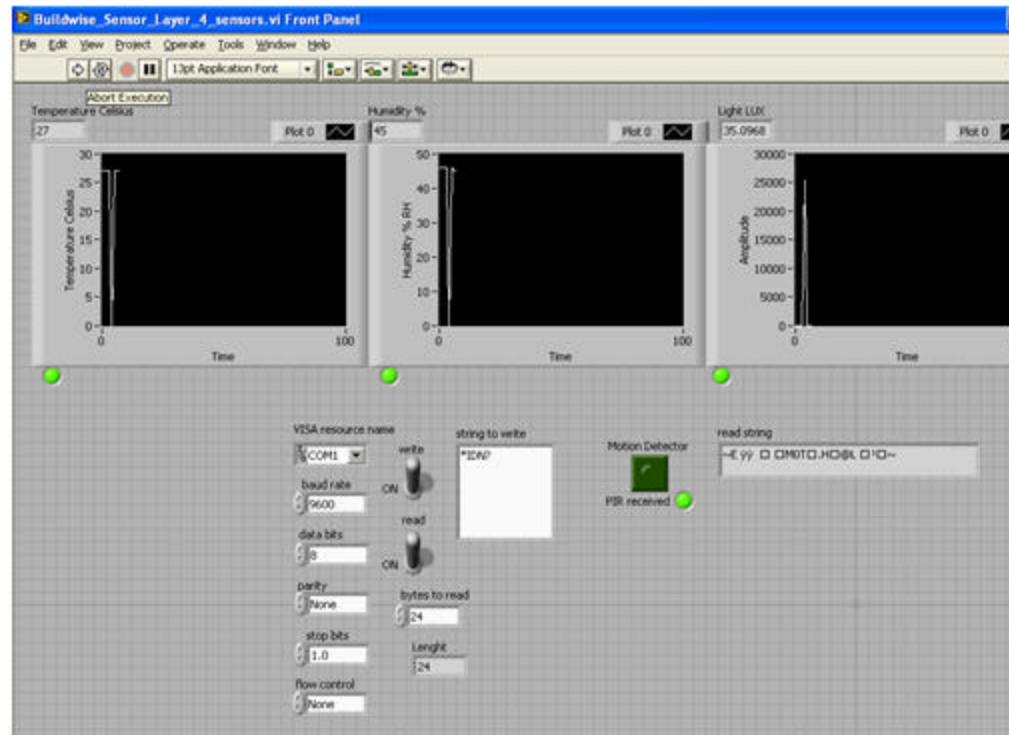 Buildwise_Sensor_Layer_4_sensors.vi Front Panel
File Edit View Project Operate Tools Window Help
13pt Application Font
Abort Execution
Temperature Celsius
27
Plot 0
30
25
20
15
10
5
0
Temperature Celsius
0
100
Time
Humidity %
45
Plot 0
50
40
30
20
10
0
Humidity % RH
0
100
Time
Light LUX
35.0968
Plot 0
30000
25000
20000
15000
10000
5000
0
Amplitude
0
Time
VISA resource name
COM1
baud rate
9600
data bits
8
parity
None
stop bits
1.0
flow control
None
write
ON
read
ON
bytes to read
24
Lenght
24
string to write
*IDN?
Motion Detector
PIR received
read string